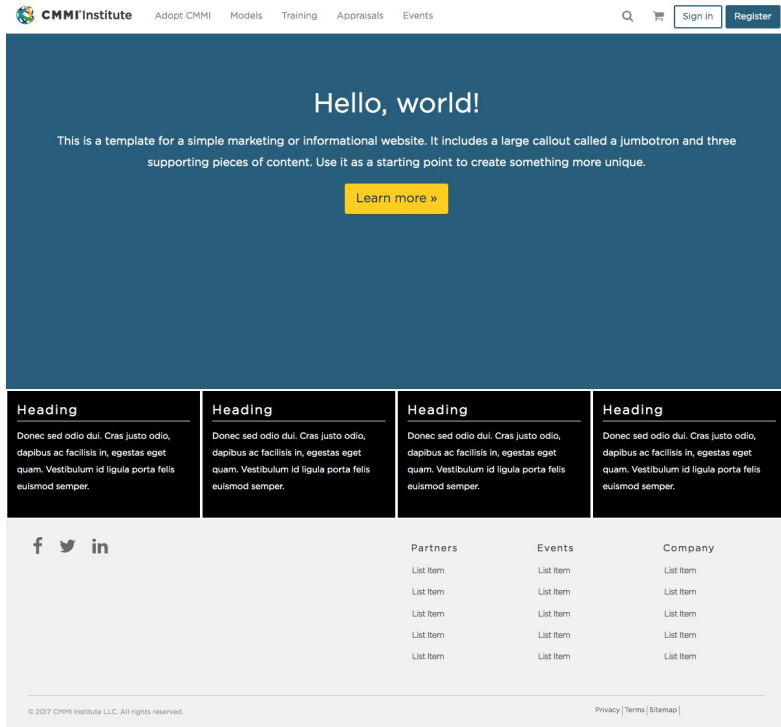 CMMI Institute Adopt CMMI Models Training Appraisals Events Sign in Register
Hello, world!
This is a template for a simple marketing or informational website. It includes a large callout called a jumbotron and three
supporting pieces of content. Use it as a starting point to create something more unique.
Learn more »
Heading
Donec sed odio dui. Cras justo odio,
dapibus ac facilisis in, egestas eget
quam. Vestibulum id ligula porta felis
euismod semper.
Heading
Donec sed odio dui. Cras justo odio,
dapibus ac facilisis in, egestas eget
quam. Vestibulum id ligula porta felis
euismod semper.
Heading
Donec sed odio dui. Cras justo odio,
dapibus ac facilisis in, egestas eget
quam. Vestibulum id ligula porta felis
euismod semper.
Heading
Donec sed odio dui. Cras justo odio,
dapibus ac facilisis in, egestas eget
quam. Vestibulum id ligula porta felis
euismod semper.
Partners
List Item
List Item
List Item
List Item
List Item
Events
List Item
List Item
List Item
List Item
List Item
Company
List Item
List Item
List Item
List Item
List Item
© 2017 CMMI Institute LLC. All rights reserved.
Privacy | Terms | Sitemap |